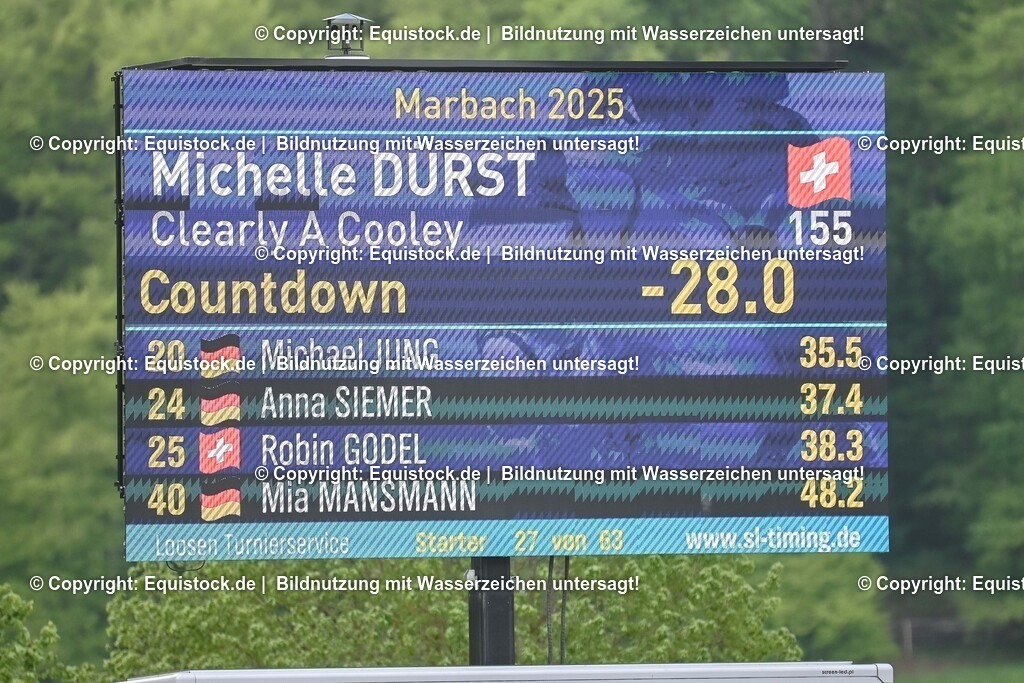 © Copyright: Equistock.de | Bildnutzung mit Wasserzeichen untersagt!
Marbach 2025
© Copyright: Equistock.de | Bildnutzung mit Wasserzeichen untersagt! © Copyright: Equist
Michelle DÜRST
Clearly A Cooley 155
© Copyright: Equistock.de | Bildnutzung mit Wasserzeichen untersagt!
Countdown -28.0
20 Michael JUNG 35.5
© Copyright: Equistock.de | Bildnutzung mit Wasserzeichen untersagt! © Copyright: Equist
24 Anna SIEMER 37.4
25 Robin GODEL 38.3
© Copyright: Equistock.de | Bildnutzung mit Wasserzeichen untersagt!
40 Mia MANSMANN 48.2
Loosen Turnierservice Starter 27 von 63 www.sl-timing.de
© Copyright: Equistock.de | Bildnutzung mit Wasserzeichen untersagt! © Copyright: Equist
screen-led.pl